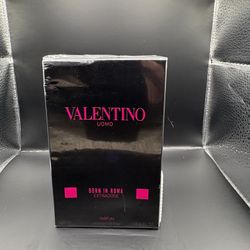 VALENTINO
UOMO
BORN IN ROMA
EXTRADOSE
PARFUM